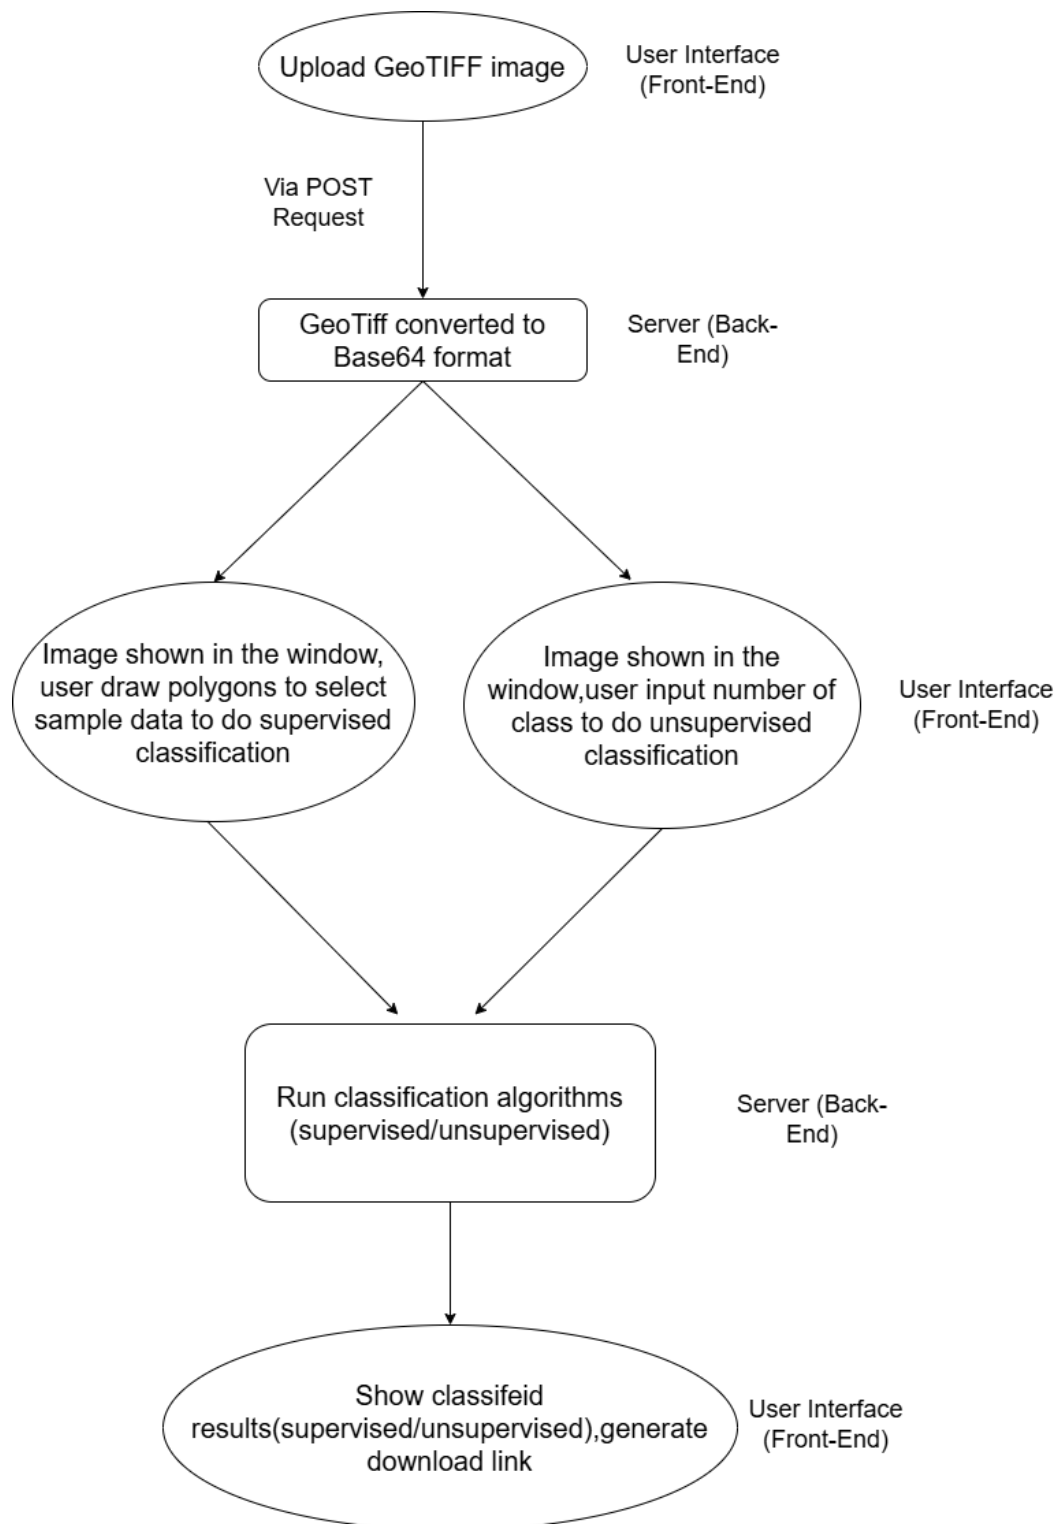 Upload GeoTIFF image
User Interface
(Front-End)
Via POST
Request
GeoTiff converted to
Base64 format
Server (Back-
End)
Image shown in the window,
user draw polygons to select
sample data to do supervised
classification
Image shown in the
window,user input number of
class to do unsupervised
classification
User Interface
(Front-End)
Run classification algorithms
(supervised/unsupervised)
Server (Back-
End)
Show classifeid
results(supervised/unsupervised),generate
download link
User Interface
(Front-End)